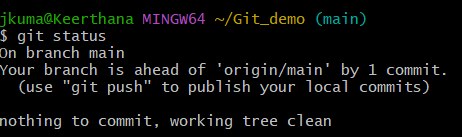 jkuma@Keerthana MINGW64 ~/Git_demo (main)
$ git status
On branch main
Your branch is ahead of 'origin/main' by 1 commit.
  (use "git push" to publish your local commits)

nothing to commit, working tree clean